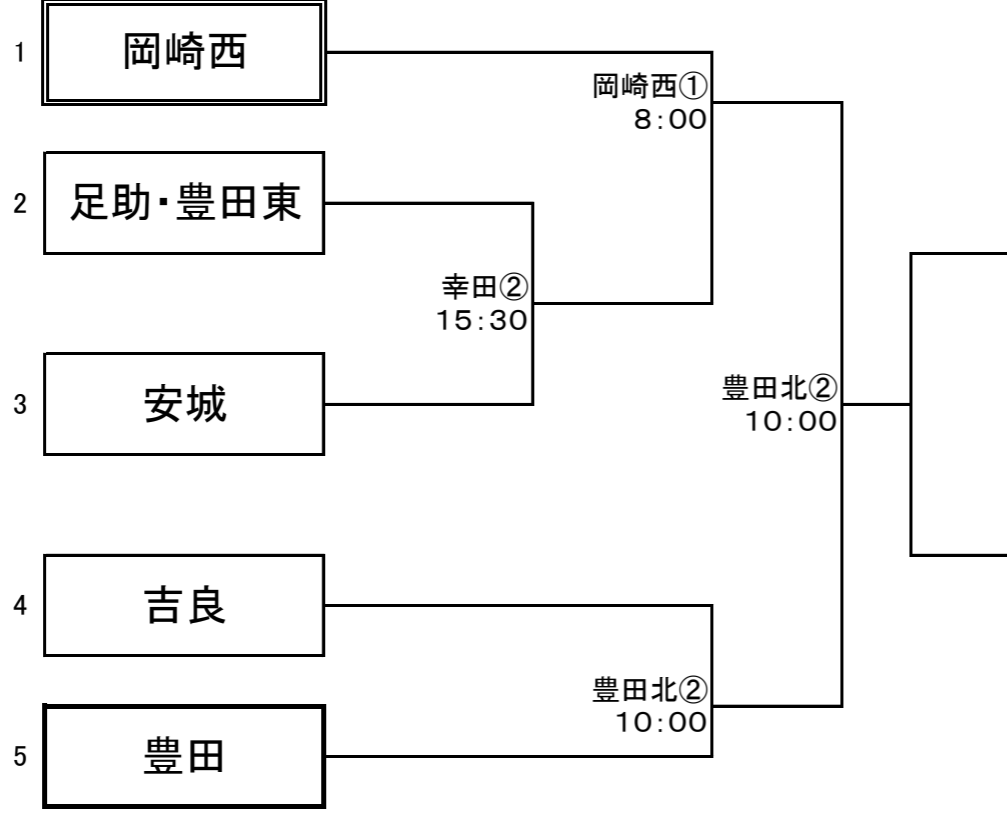 1
岡崎西
岡崎西①
8:00
2
足助・豊田東
幸田②
15:30
3
安城
豊田北②
10:00
4
吉良
豊田北②
10:00
5
豊田